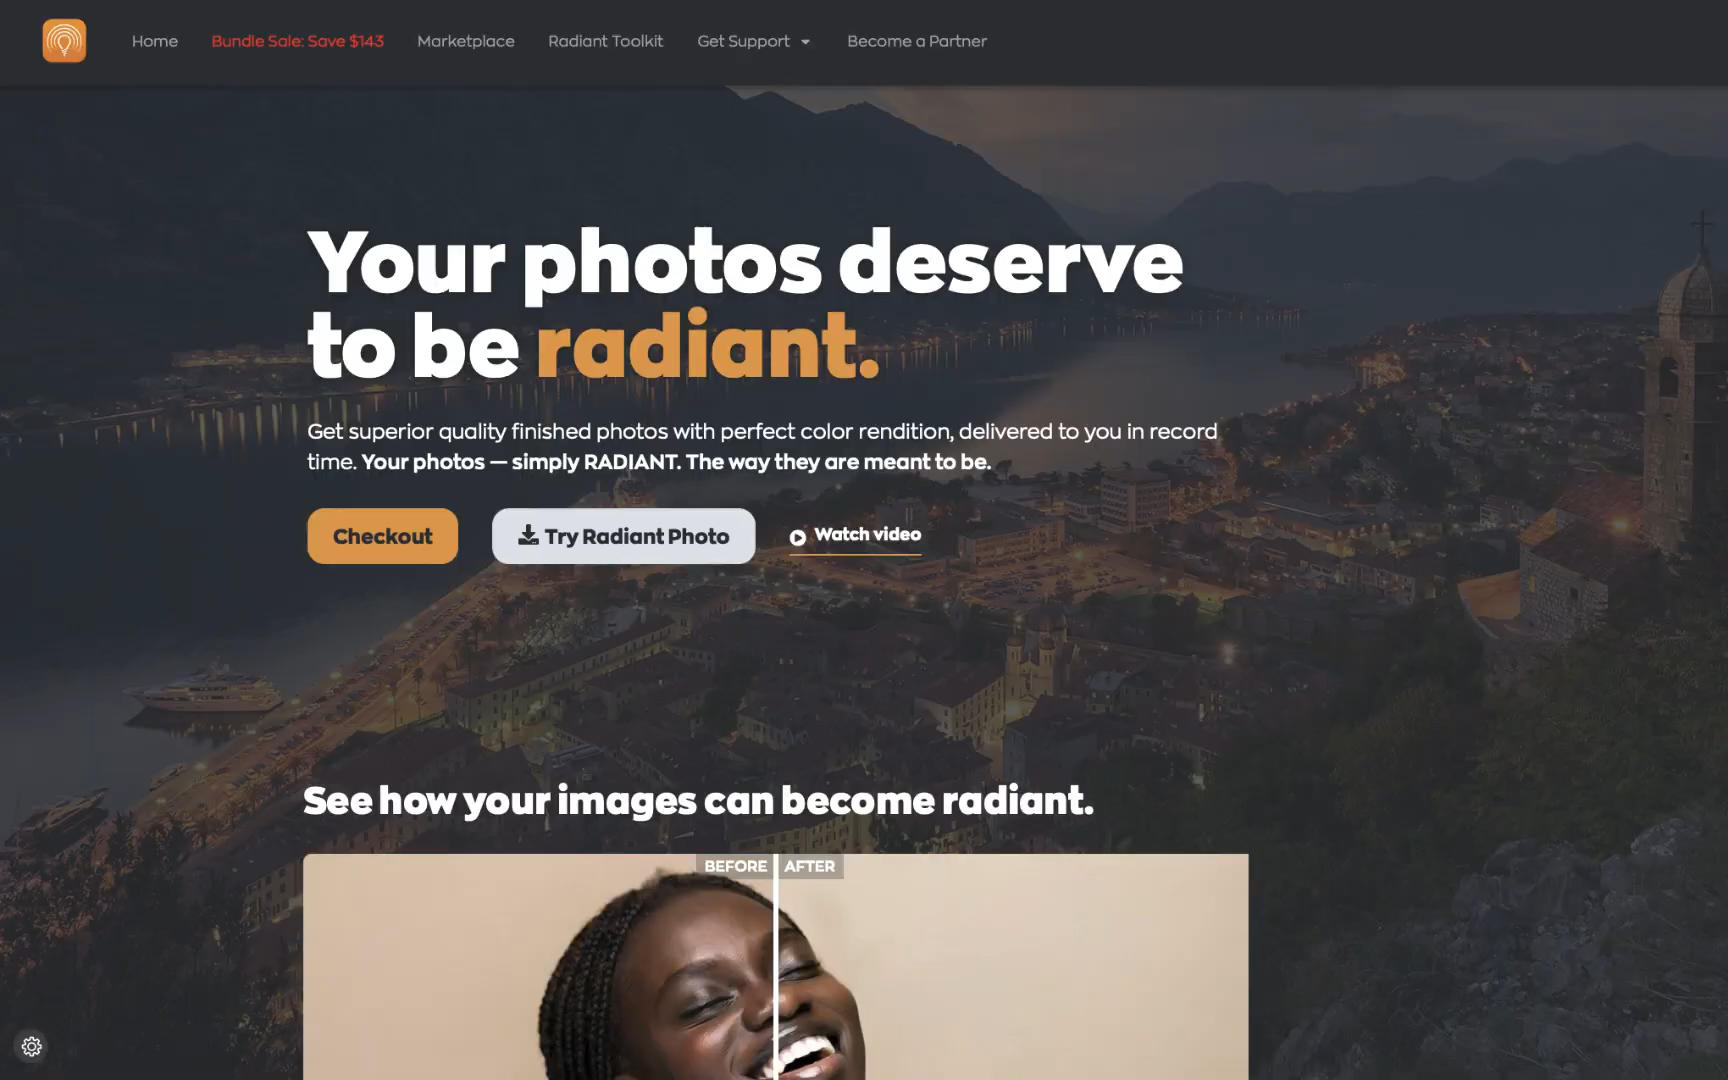 Home
Bundle Sale: Save $143
Marketplace
Radiant Toolkit
Get Support
Become a Partner
Your photos deserve
to be radiant.
Get superior quality finished photos with perfect color rendition, delivered to you in record
time. Your photos — simply RADIANT. The way they are meant to be.
Checkout
Try Radiant Photo
Watch video
See how your images can become radiant.
BEFORE
AFTER